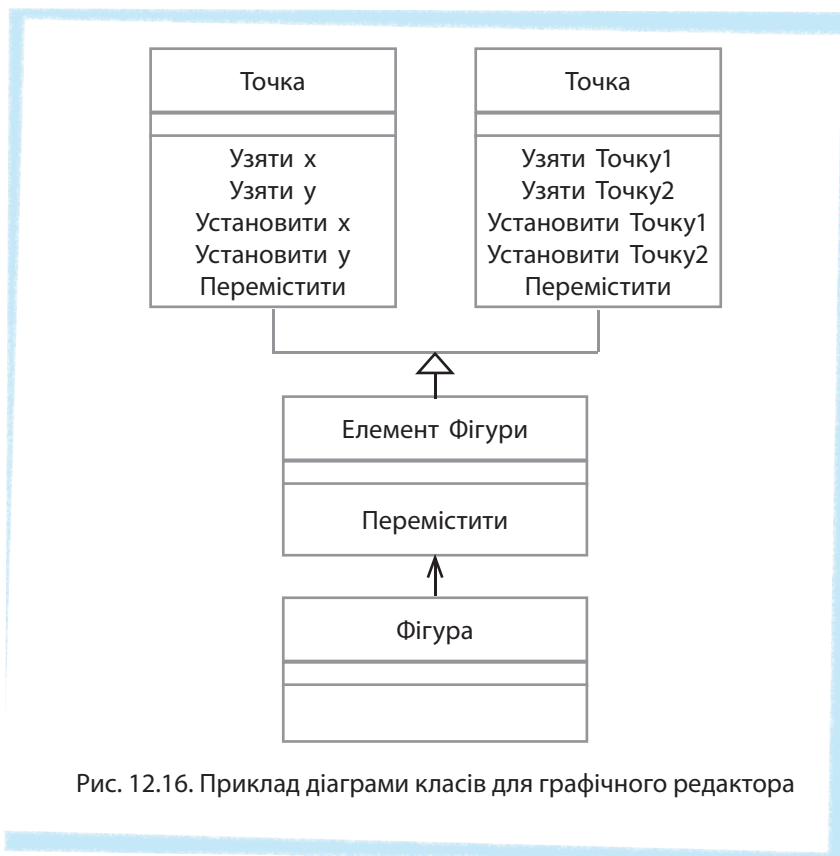 Точка
Узяти x
Узяти y
Установити x
Установити y
Перемістити
Точка
Узяти Точку1
Узяти Точку2
Установити Точку1
Установити Точку2
Перемістити
Елемент Фігури
Перемістити
Фігура
Рис. 12.16. Приклад діаграми класів для графічного редактора